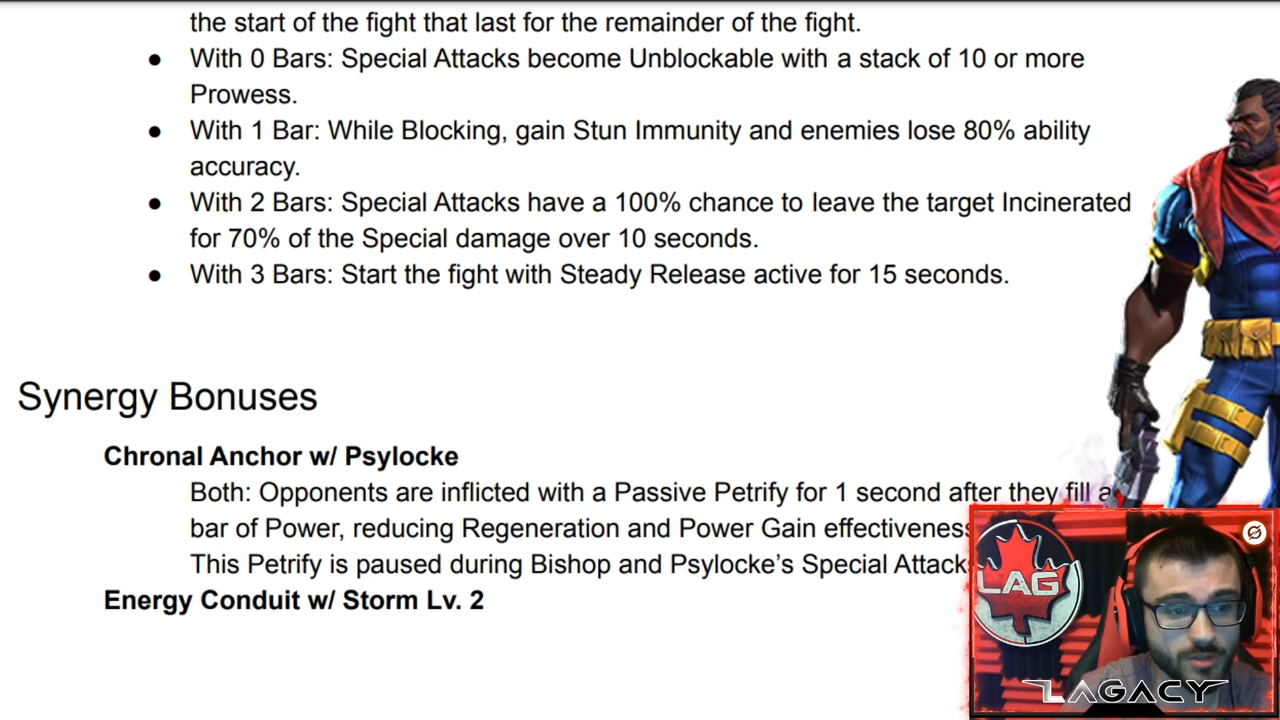 the start of the fight that last for the remainder of the fight.
● With 0 Bars: Special Attacks become Unblockable with a stack of 10 or more
Prowess.
● With 1 Bar: While Blocking, gain Stun Immunity and enemies lose 80% ability
accuracy.
● With 2 Bars: Special Attacks have a 100% chance to leave the target Incinerated
for 70% of the Special damage over 10 seconds.
● With 3 Bars: Start the fight with Steady Release active for 15 seconds.
Synergy Bonuses
Chronal Anchor w/ Psylocke
Both: Opponents are inflicted with a Passive Petrify for 1 second after they fill a
bar of Power, reducing Regeneration and Power Gain effectiveness
This Petrify is paused during Bishop and Psylocke's Special Attack
Energy Conduit w/ Storm Lv. 2
LAG
LAGACY